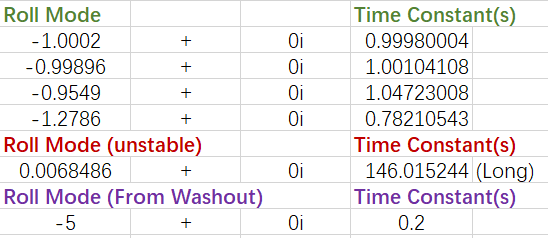 Roll Mode Time Constant(s)
-1.0002 + 0i 0.99980004
-0.99896 + 0i 1.00104108
-0.9549 + 0i 1.04723008
-1.2786 + 0i 0.78210543
Roll Mode (unstable) Time Constant(s)
0.0068486 + 0i 146.015244 (Long)
Roll Mode (From Washout) Time Constant(s)
-5 + 0i 0.2